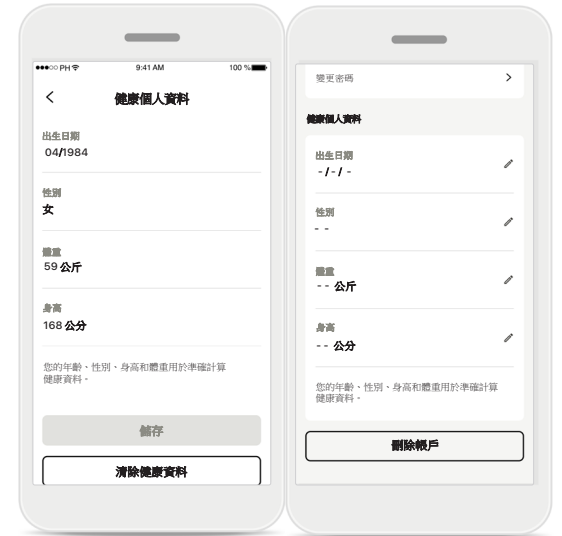 PH
9:41 AM
100 %
健康個人資料
出生日期
04/1984
性別
女
體重
59 公斤
身高
168 公分
您的年齡、性別、身高和體重用於準確計算
健康資料。
儲存
清除健康資料
變更密碼
健康個人資料
出生日期
- / - / -
性別
- -
體重
- - 公斤
身高
- - 公分
您的年齡、性別、身高和體重用於準確計算
健康資料。
刪除帳戶